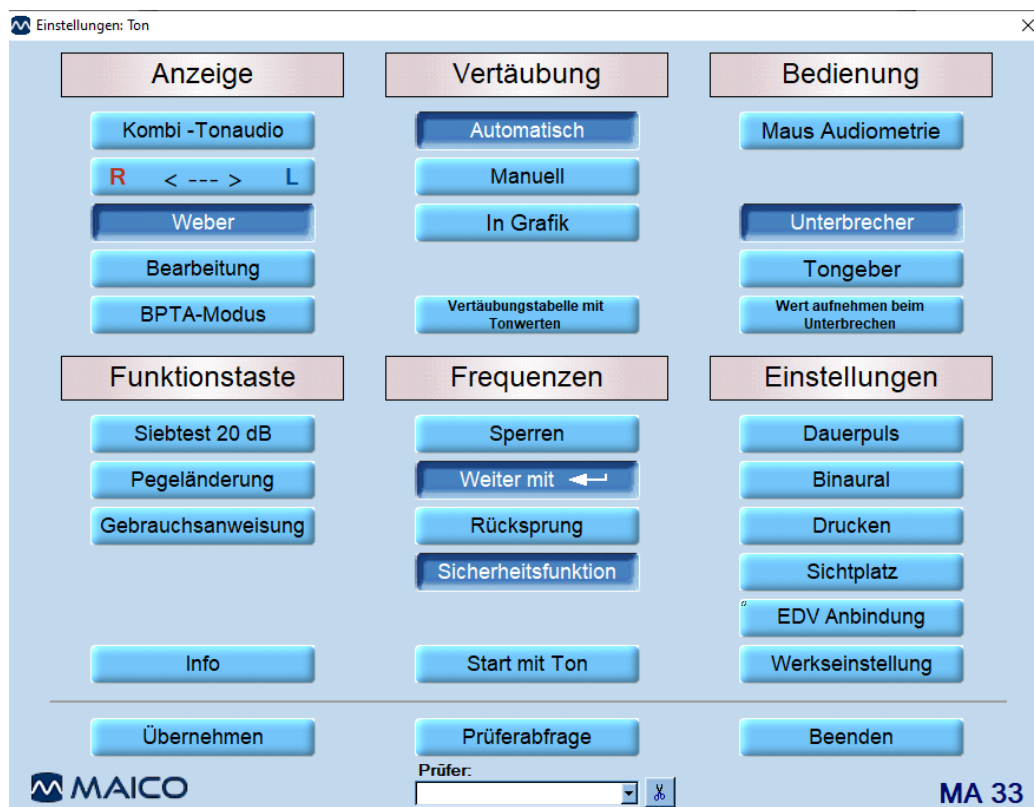 Einstellungen: Ton
Anzeige
Vertäubung
Bedienung
Kombi -Tonaudio
Automatisch
Maus Audiometrie
R < --- > L
Manuell
Weber
In Grafik
Unterbrecher
Bearbeitung
Tongeber
BPTA-Modus
Vertäubungstabelle mit
Tonwerten
Wert aufnehmen beim
Unterbrechen
Funktionstaste
Frequenzen
Einstellungen
Siebtest 20 dB
Sperren
Dauerpuls
Pegeländerung
Weiter mit
Binaural
Gebrauchsanweisung
Rücksprung
Drucken
Sicherheitsfunktion
Sichtplatz
EDV Anbindung
Info
Start mit Ton
Werkseinstellung
Übernehmen
Prüferabfrage
Beenden
Prüfer:
MAICO
MA 33